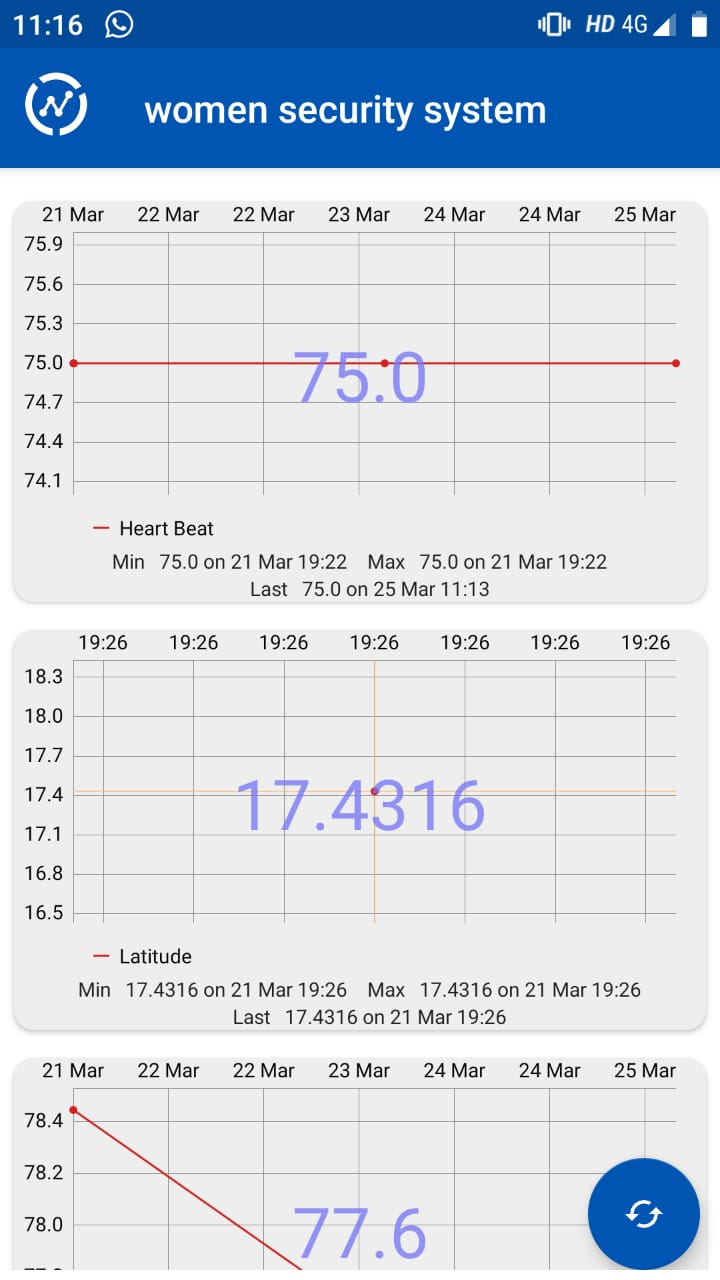 11:16 HD 4G
women security system
21 Mar 22 Mar 22 Mar 23 Mar 24 Mar 24 Mar 25 Mar
75.9
75.6
75.3
75.0
75.0
74.7
74.4
74.1
Heart Beat
Min 75.0 on 21 Mar 19:22 Max 75.0 on 21 Mar 19:22
Last 75.0 on 25 Mar 11:13
19:26 19:26 19:26 19:26 19:26 19:26 19:26
18.3
18.0
17.7
17.4
17.4316
17.1
16.8
16.5
Latitude
Min 17.4316 on 21 Mar 19:26 Max 17.4316 on 21 Mar 19:26
Last 17.4316 on 21 Mar 19:26
21 Mar 22 Mar 22 Mar 23 Mar 24 Mar 24 Mar 25 Mar
78.4
78.2
78.0
77.6